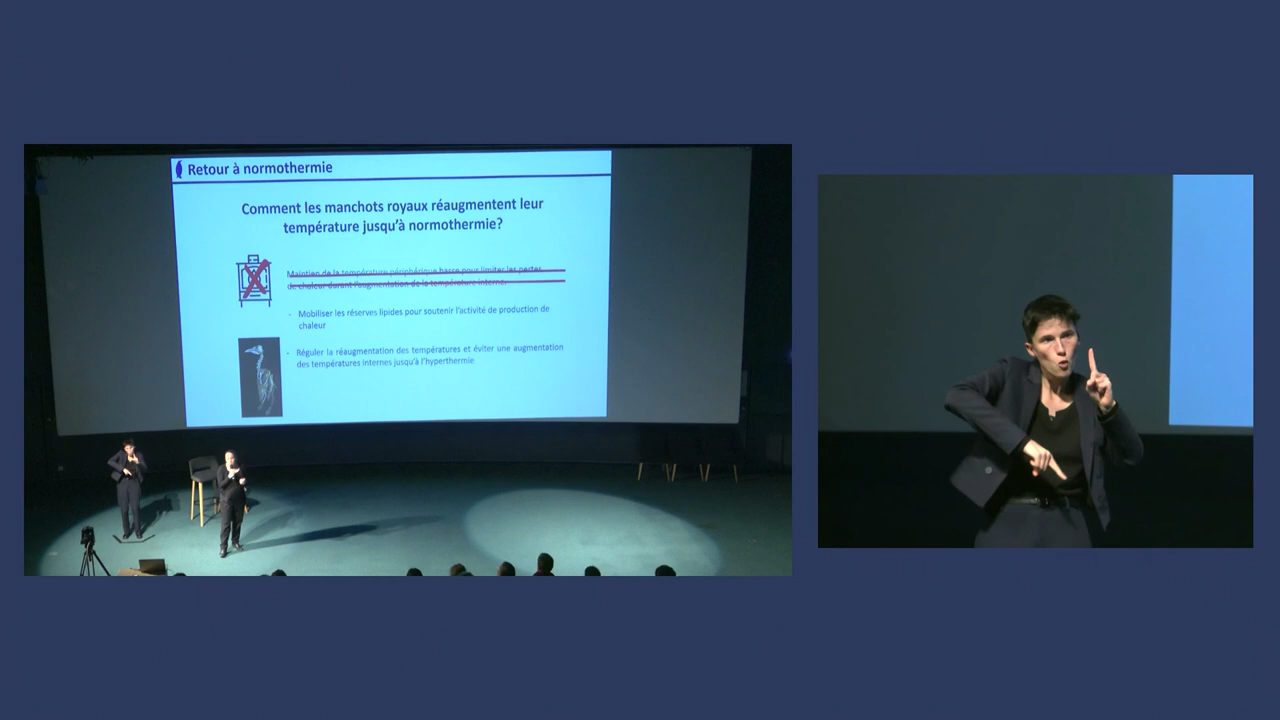 Retour à normothermie
Comment les manchots royaux réaugmentent leur
température jusqu'à normothermie?
Maintien de la température périphérique basse pour limiter les pertes
de chaleur durant l'augmentation de la température interne.
- Mobiliser les réserves lipides pour soutenir l'activité de production de
chaleur
- Réguler la réaugmentation des températures et éviter une augmentation
des températures internes jusqu'à l'hyperthermie